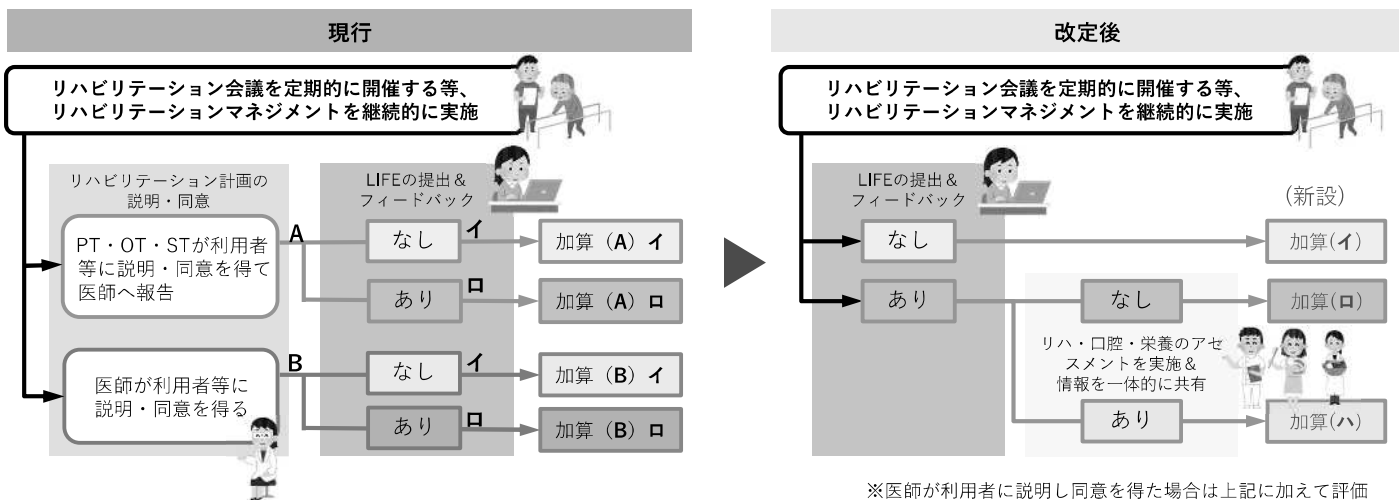 現行
リハビリテーション会議を定期的に開催する等、
リハビリテーションマネジメントを継続的に実施
リハビリテーション計画の
説明・同意
LIFEの提出＆
フィードバック
PT・OT・STが利用者
等に説明・同意を得て
医師へ報告
A
なし
イ
加算（A）イ
あり
ロ
加算（A）ロ
医師が利用者等に
説明・同意を得る
B
なし
イ
加算（B）イ
あり
ロ
加算（B）ロ
改定後
リハビリテーション会議を定期的に開催する等、
リハビリテーションマネジメントを継続的に実施
LIFEの提出＆
フィードバック
（新設）
なし
加算(イ)
あり
なし
加算(ロ)
リハ・口腔・栄養のアセ
スメントを実施＆
情報を一体的に共有
あり
加算(ハ)
※医師が利用者に説明し同意を得た場合は上記に加えて評価